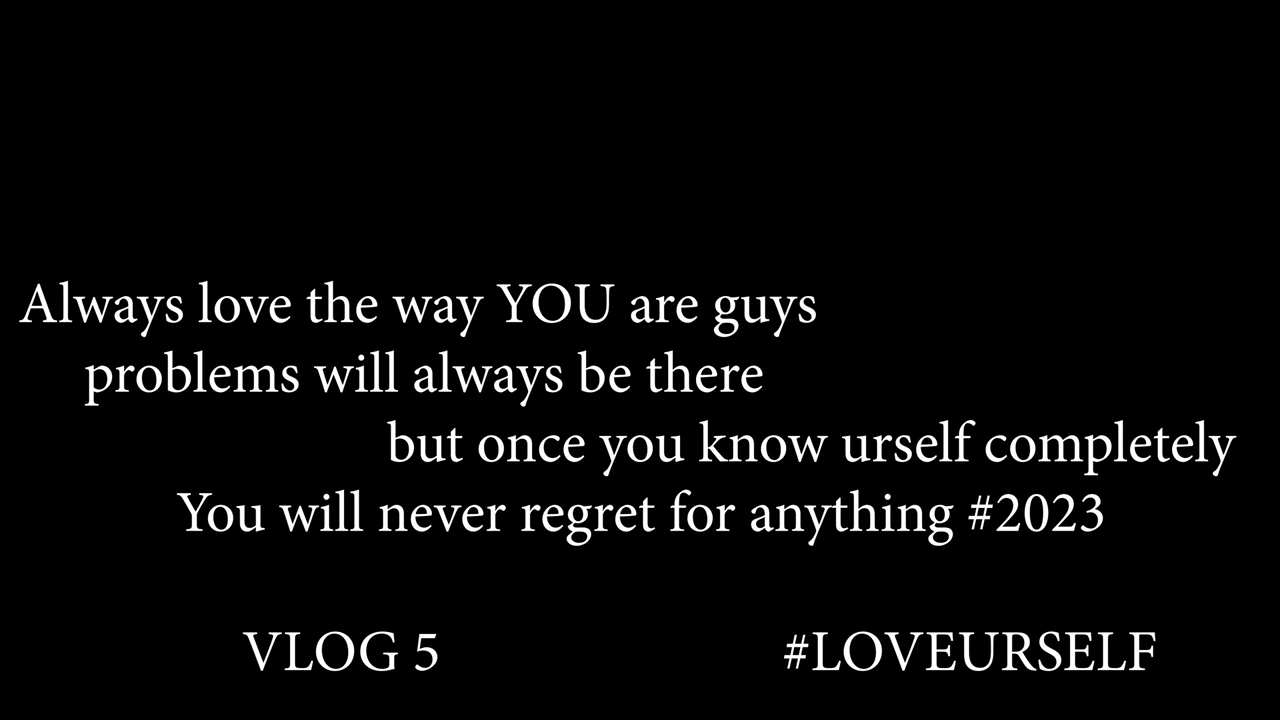 Always love the way YOU are guys
problems will always be there
but once you know urself completely
You will never regret for anything #2023
VLOG 5 #LOVEURSELF